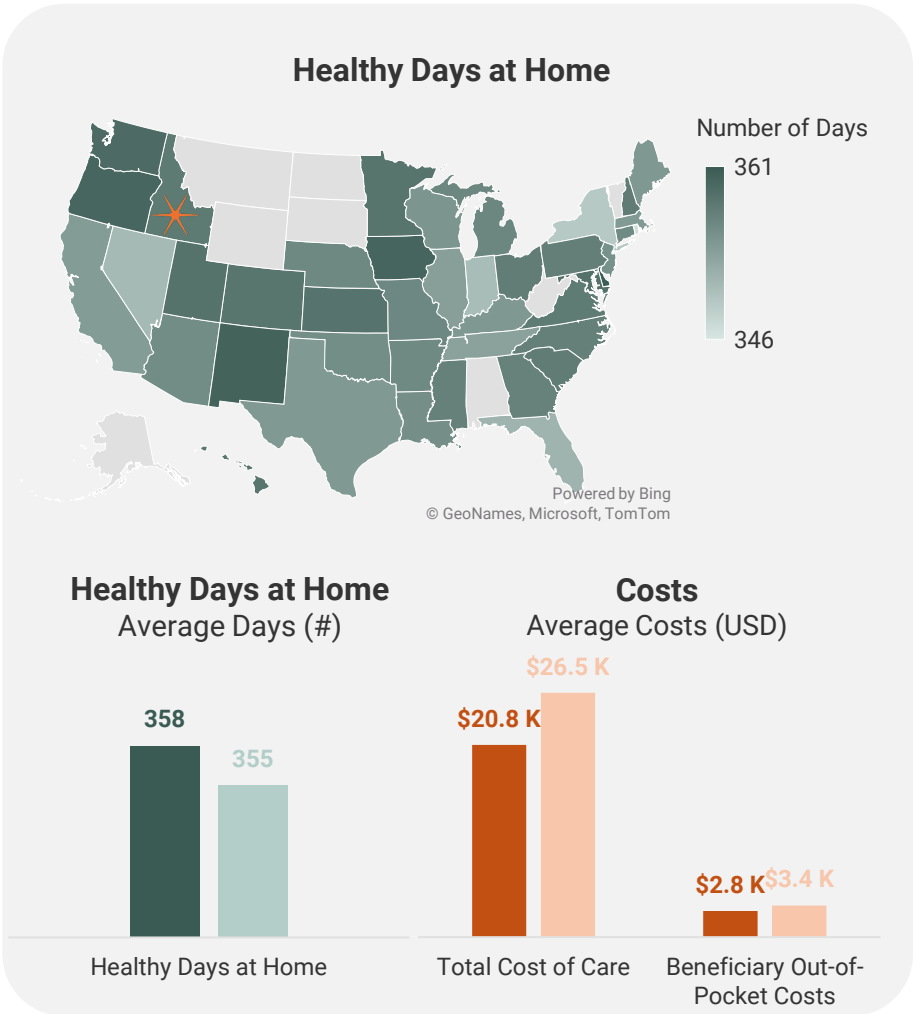 Healthy Days at Home
Number of Days
361
346
Powered by Bing
© GeoNames, Microsoft, TomTom
Healthy Days at Home
Average Days (#)
358
355
Healthy Days at Home
Costs
Average Costs (USD)
$26.5 K
$20.8 K
$2.8 K
$3.4 K
Total Cost of Care
Beneficiary Out-of-
Pocket Costs